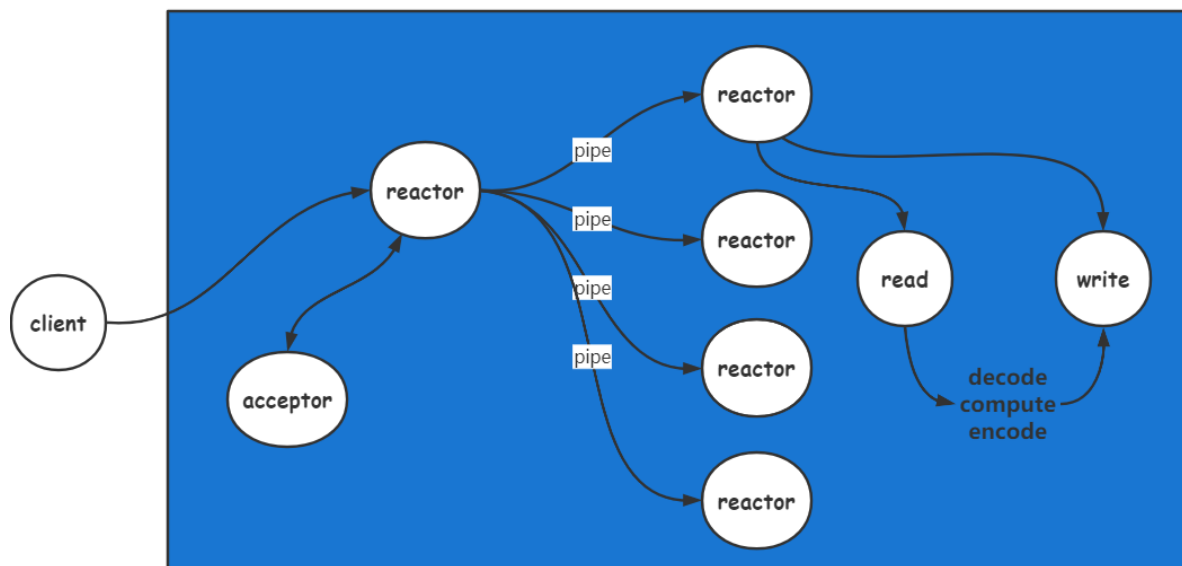 reactor
pipe
reactor
pipe
reactor
read
write
client
pipe
pipe
reactor
acceptor
decode
compute
encode
reactor